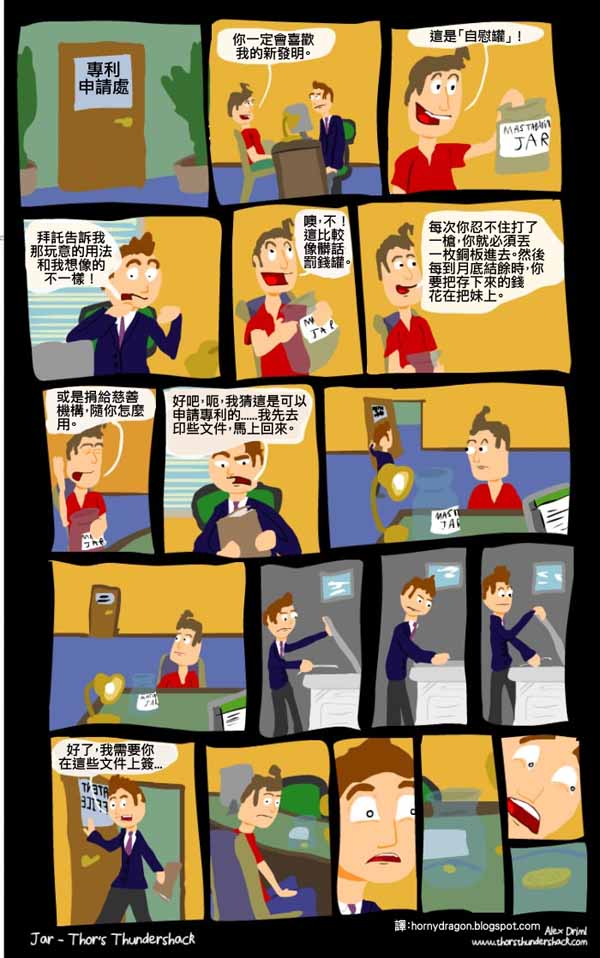 專利
申請處
你一定會喜歡
我的新發明。
這是「自慰罐」！
JAR
拜託告訴我
那玩意的用法
和我想像的
不一樣！
噢，不！
這比較
像髒話
罰錢罐。
JAR
每次你忍不住打了
一槍，你就必須丟
一枚銅板進去。然後
每到月底結餘時，你
要把存下來的錢
花在把妹上。
或是捐給慈善
機構，隨你怎麼
用。
JAR
好吧，呃，我猜這是可以
申請專利的……我先去
印些文件，馬上回來。
JAR
JAR
好了，我需要你
在這些文件上簽...
譯：hornydragon.blogspot.com
Jar - Thor's Thundershack
Alex Driml
www.thorsthundershack.com